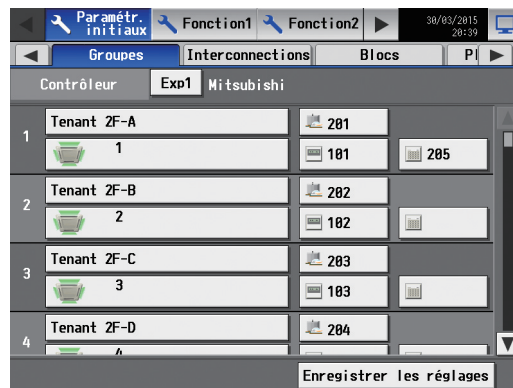 Paramétr. initiaux Fonction1 Fonction2 30/03/2015 20:39
Groupes Interconnections Blocs Pl
Contrôleur Exp1 Mitsubishi
1 Tenant 2F-A 201
1 101 205
2 Tenant 2F-B 202
2 102
3 Tenant 2F-C 203
3 103
4 Tenant 2F-D 204
Enregistrer les réglages